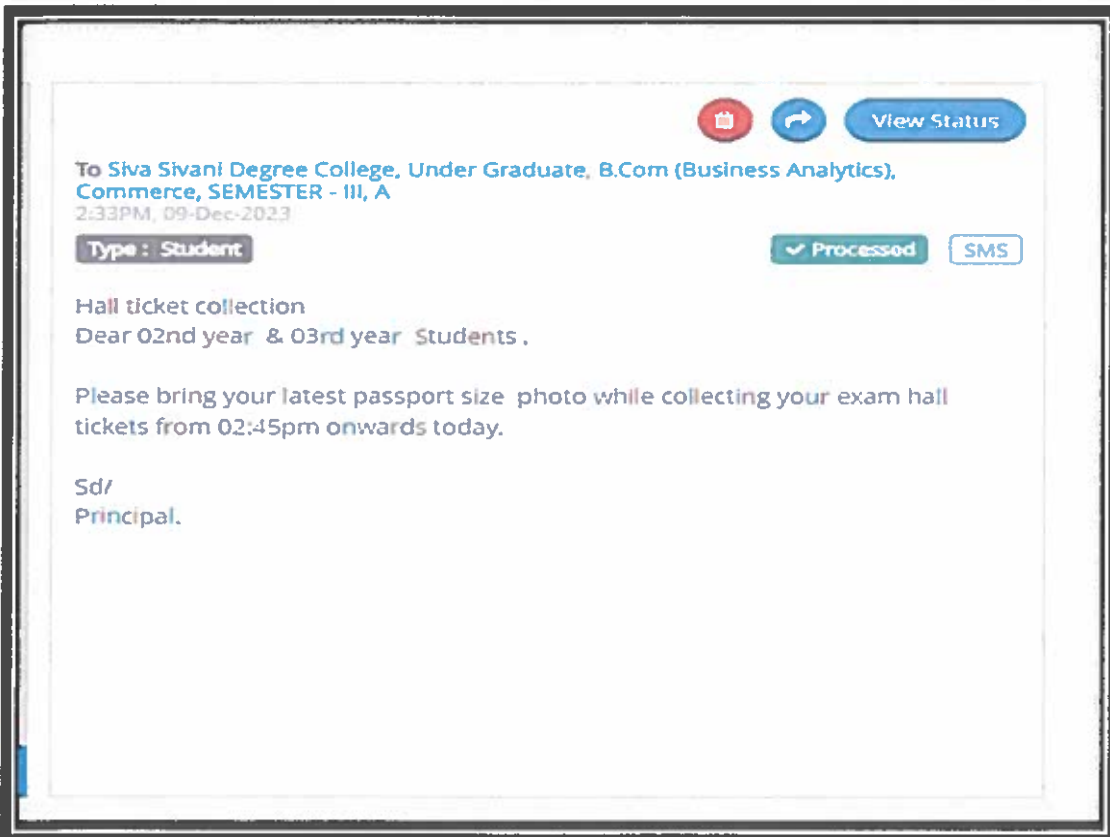 View Status
To Siva Sivani Degree College, Under Graduate, B.Com (Business Analytics),
Commerce, SEMESTER - III, A
2:33PM, 09-Dec-2023
Type : Student
✓ Processed
SMS
Hall ticket collection
Dear 02nd year & 03rd year Students .
Please bring your latest passport size photo while collecting your exam hall
tickets from 02:45pm onwards today.
Sd/
Principal.